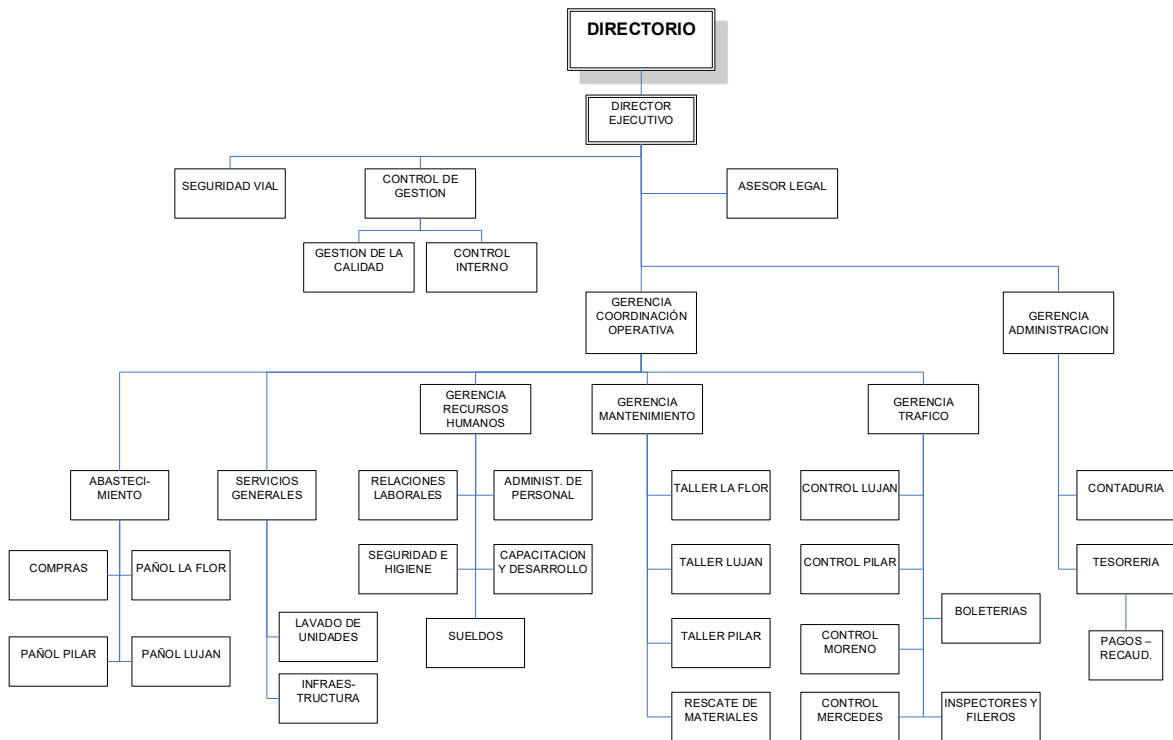 DIRECTORIO
DIRECTOR
EJECUTIVO
SEGURIDAD VIAL
CONTROL DE
GESTION
ASESOR LEGAL
GESTION DE LA
CALIDAD
CONTROL
INTERNO
GERENCIA
COORDINACIÓN
OPERATIVA
GERENCIA
ADMINISTRACION
GERENCIA
RECURSOS
HUMANOS
GERENCIA
MANTENIMIENTO
GERENCIA
TRAFICO
ABASTECI-
MIENTO
SERVICIOS
GENERALES
RELACIONES
LABORALES
ADMINIST. DE
PERSONAL
TALLER LA FLOR
CONTROL LUJAN
CONTADURIA
COMPRAS
PAÑOL LA FLOR
SEGURIDAD E
HIGIENE
CAPACITACION
Y DESARROLLO
TALLER LUJAN
CONTROL PILAR
TESORERIA
LAVADO DE
UNIDADES
SUELDOS
BOLETERIAS
PAÑOL PILAR
PAÑOL LUJAN
TALLER PILAR
CONTROL
MORENO
PAGOS –
RECAUD.
INFRAES-
TRUCTURA
RESCATE DE
MATERIALES
CONTROL
MERCEDES
INSPECTORES Y
FILEROS